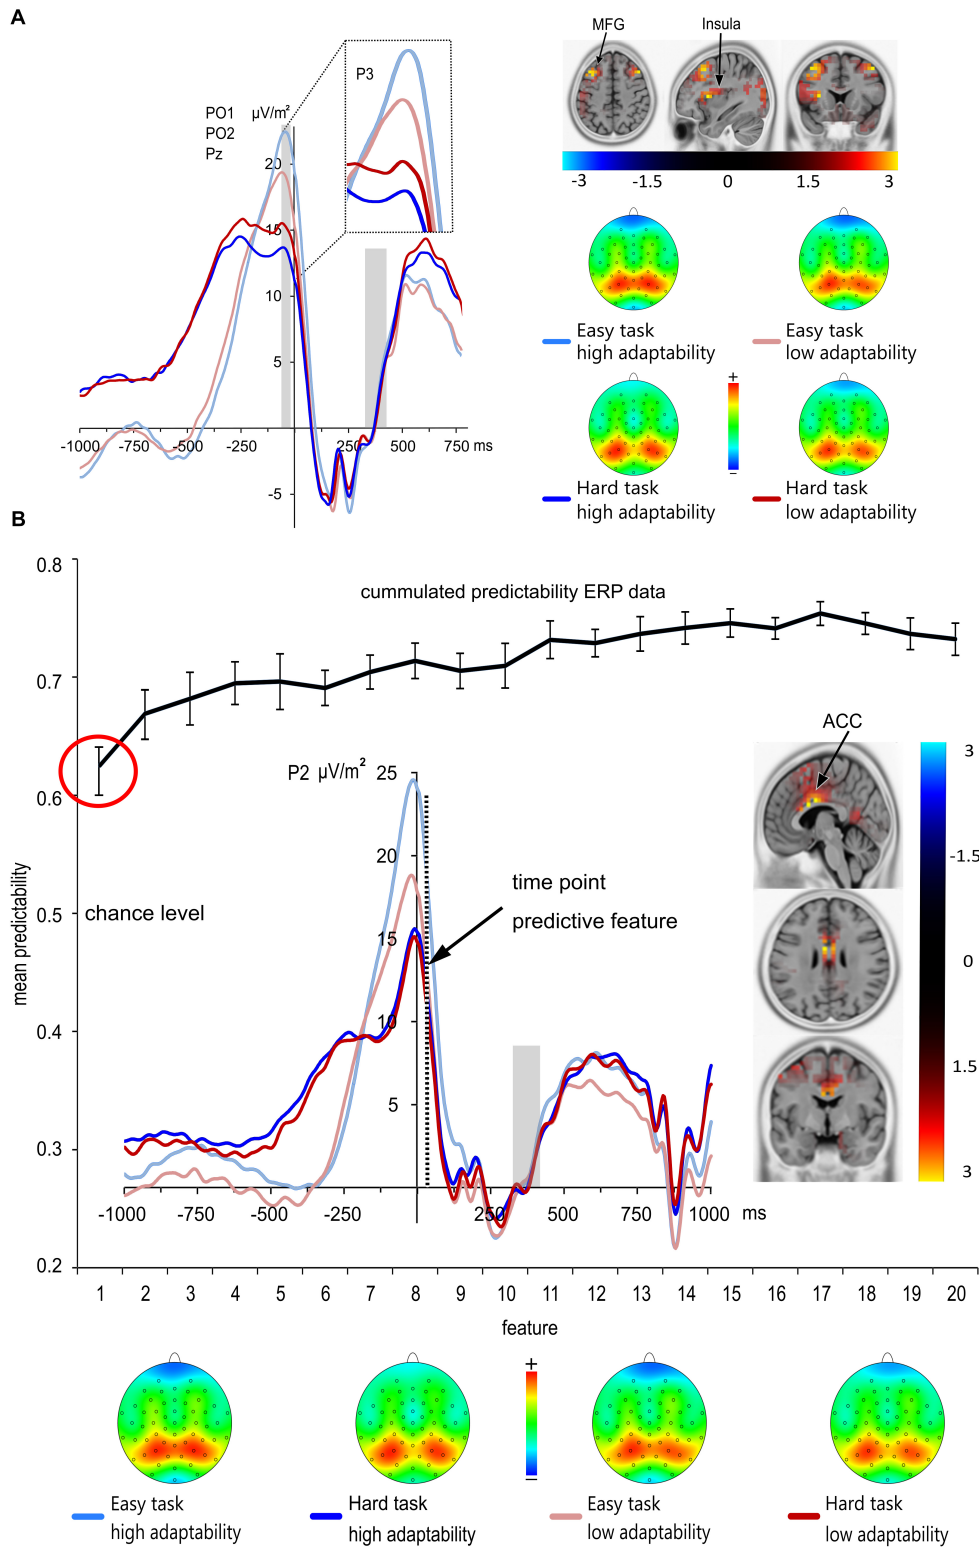 A
MFG
Insula
P3
PO1 µV/m²
PO2
Pz
20
15
10
5
-5
-1000 -750 -500 -250 250 500 750 ms
-3 -1.5 0 1.5 3
Easy task
high adaptability
Easy task
low adaptability
+
–
Hard task
high adaptability
Hard task
low adaptability
B
0.8
0.7
0.6
0.5
0.4
0.3
0.2
mean predictability
cummulated predictability ERP data
chance level
P2 µV/m²
25
20
15
10
5
time point
predictive feature
-1000 -750 -500 -250 250 500 750 1000 ms
ACC
3
-1.5
0
1.5
3
1 2 3 4 5 6 7 8 9 10 11 12 13 14 15 16 17 18 19 20
feature
+
–
Easy task
high adaptability
Hard task
high adaptability
Easy task
low adaptability
Hard task
low adaptability